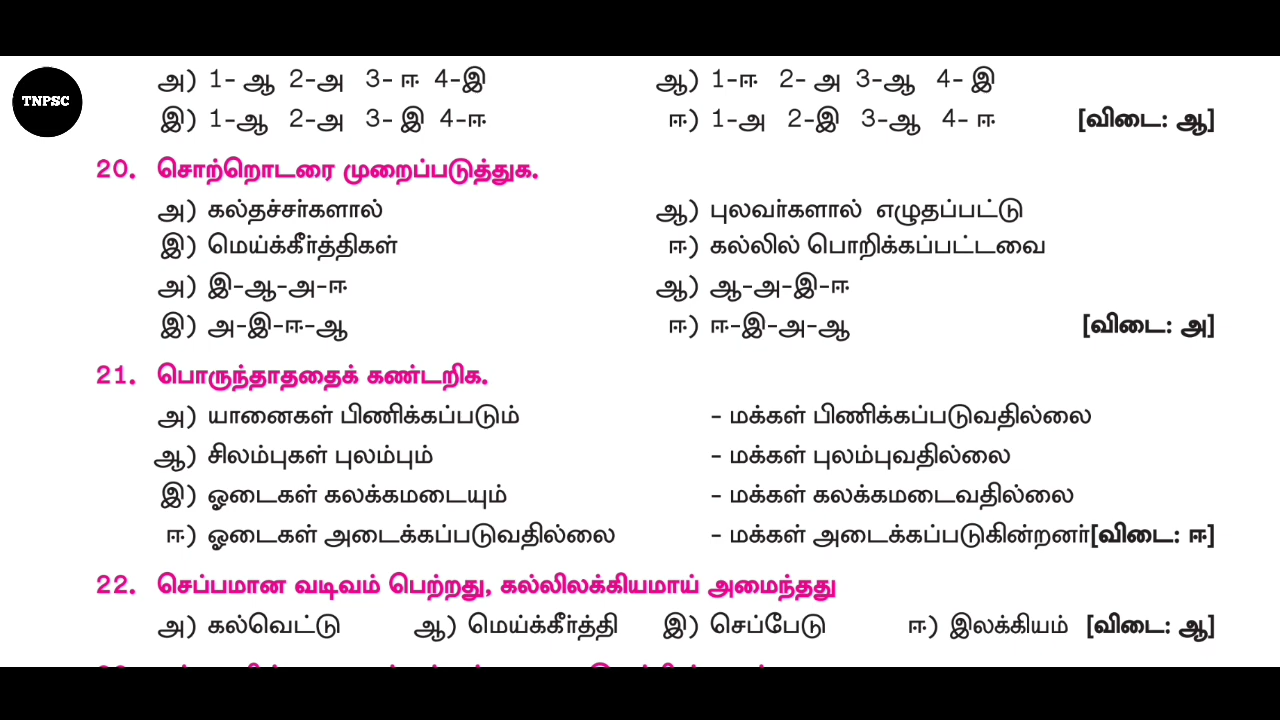 TNPSC
அ) 1- ஆ 2-அ 3- ஈ 4-இ ஆ) 1-ஈ 2- அ 3-ஆ 4- இ
இ) 1-ஆ 2-அ 3- இ 4-ஈ ஈ) 1-அ 2-இ 3-ஆ 4- ஈ [விடை: ஆ]
20. சொற்றொடரை முறைப்படுத்துக.
அ) கல்தச்சர்களால் ஆ) புலவர்களால் எழுதப்பட்டு
இ) மெய்க்கீர்த்திகள் ஈ) கல்லில் பொறிக்கப்பட்டவை
அ) இ-ஆ-அ-ஈ ஆ) ஆ-அ-இ-ஈ
இ) அ-இ-ஈ-ஆ ஈ) ஈ-இ-அ-ஆ [விடை: அ]
21. பொருந்தாததைக் கண்டறிக.
அ) யானைகள் பிணிக்கப்படும் - மக்கள் பிணிக்கப்படுவதில்லை
ஆ) சிலம்புகள் புலம்பும் - மக்கள் புலம்புவதில்லை
இ) ஓடைகள் கலக்கமடையும் - மக்கள் கலக்கமடைவதில்லை
ஈ) ஓடைகள் அடைக்கப்படுவதில்லை - மக்கள் அடைக்கப்படுகின்றனர்[விடை: ஈ]
22. செப்பமான வடிவம் பெற்றது, கல்லிலக்கியமாய் அமைந்தது
அ) கல்வெட்டு ஆ) மெய்க்கீர்த்தி இ) செப்பேடு ஈ) இலக்கியம் [விடை: ஆ]